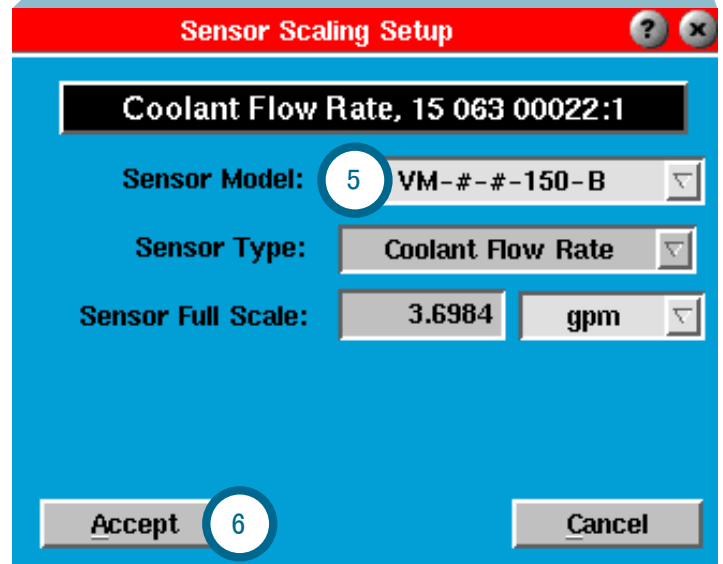 Sensor Scaling Setup ? x
Coolant Flow Rate, 15 063 00022:1
Sensor Model: 5 VM-#-#-150-B
Sensor Type: Coolant Flow Rate
Sensor Full Scale: 3.6984 gpm
Accept 6 Cancel